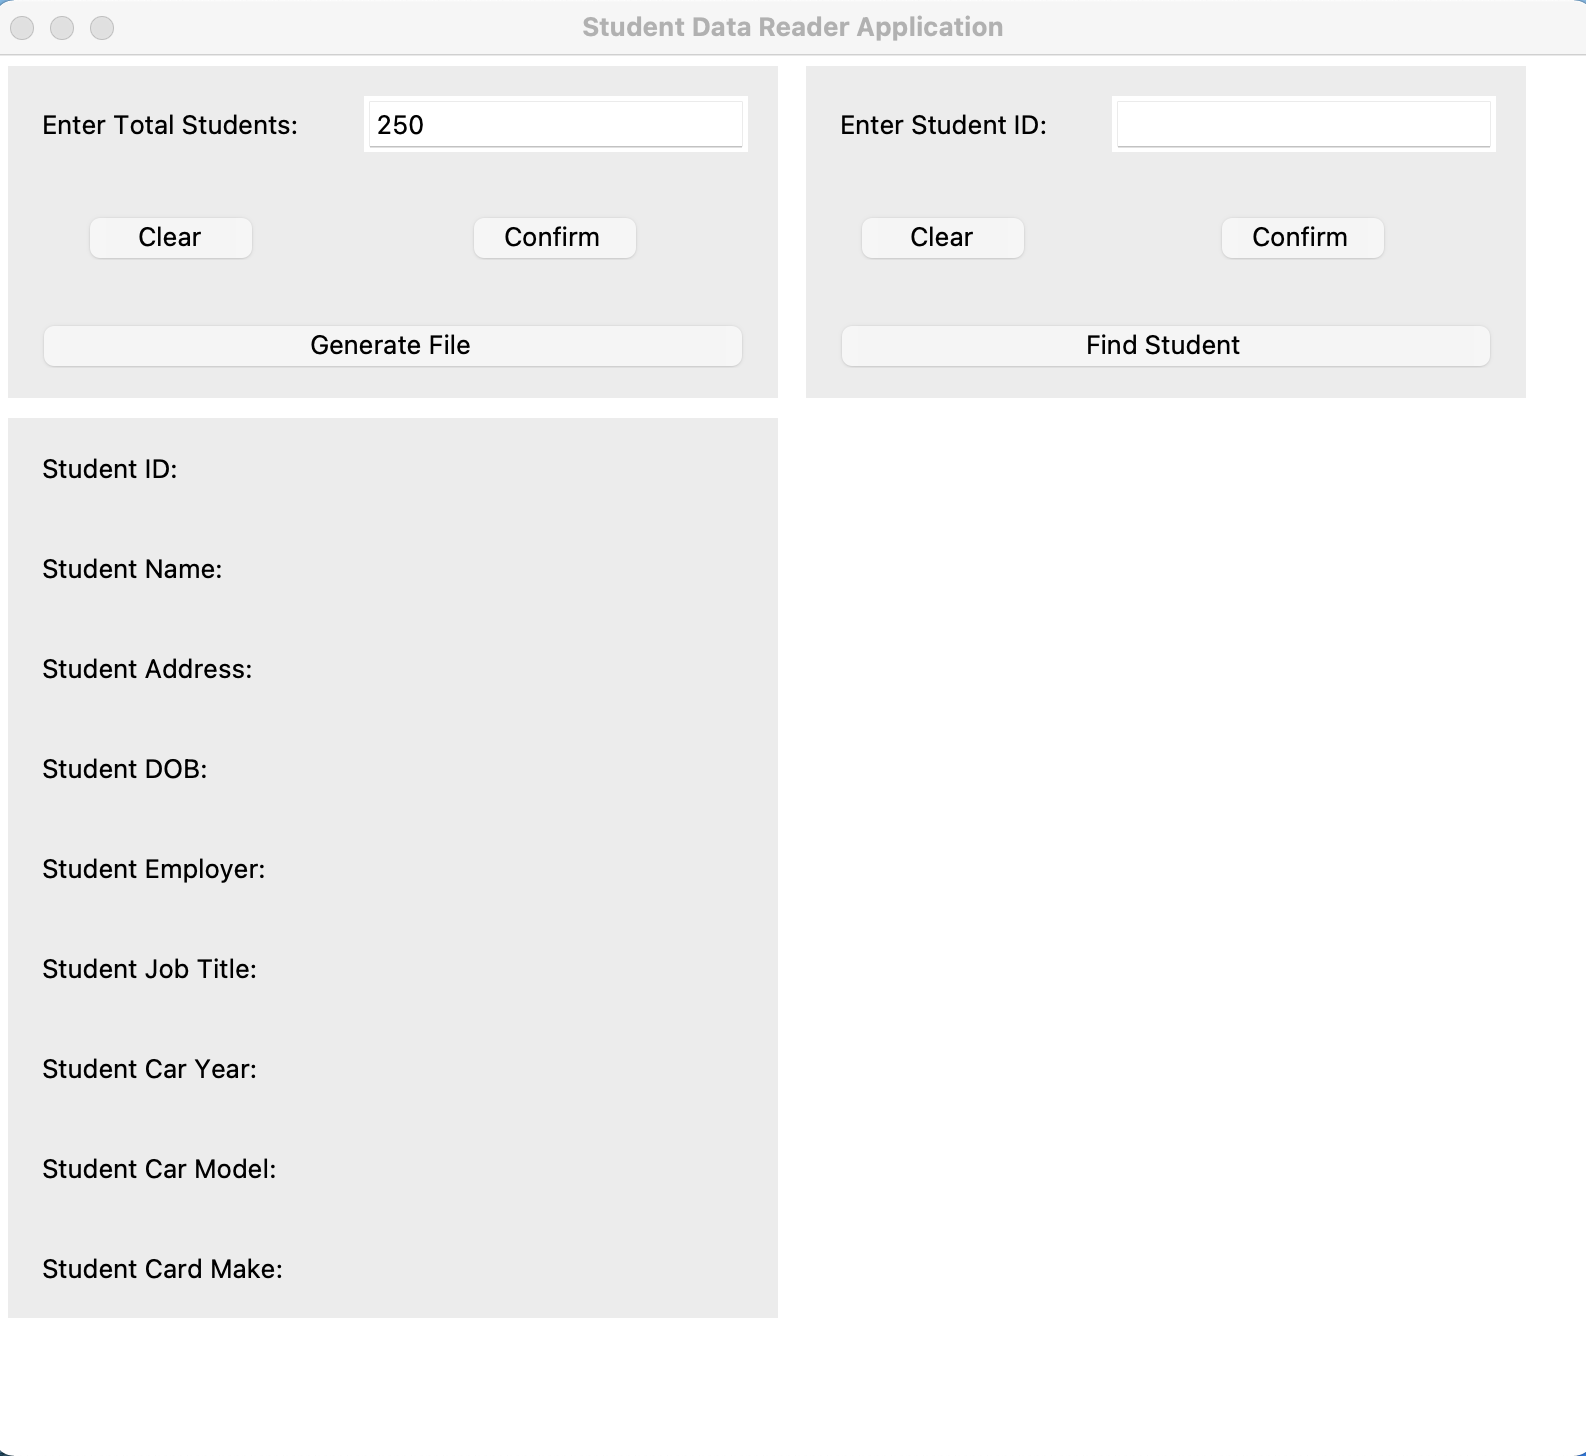 Student Data Reader Application
Enter Total Students: 250
Clear Confirm
Generate File
Enter Student ID:
Clear Confirm
Find Student
Student ID:
Student Name:
Student Address:
Student DOB:
Student Employer:
Student Job Title:
Student Car Year:
Student Car Model:
Student Card Make: